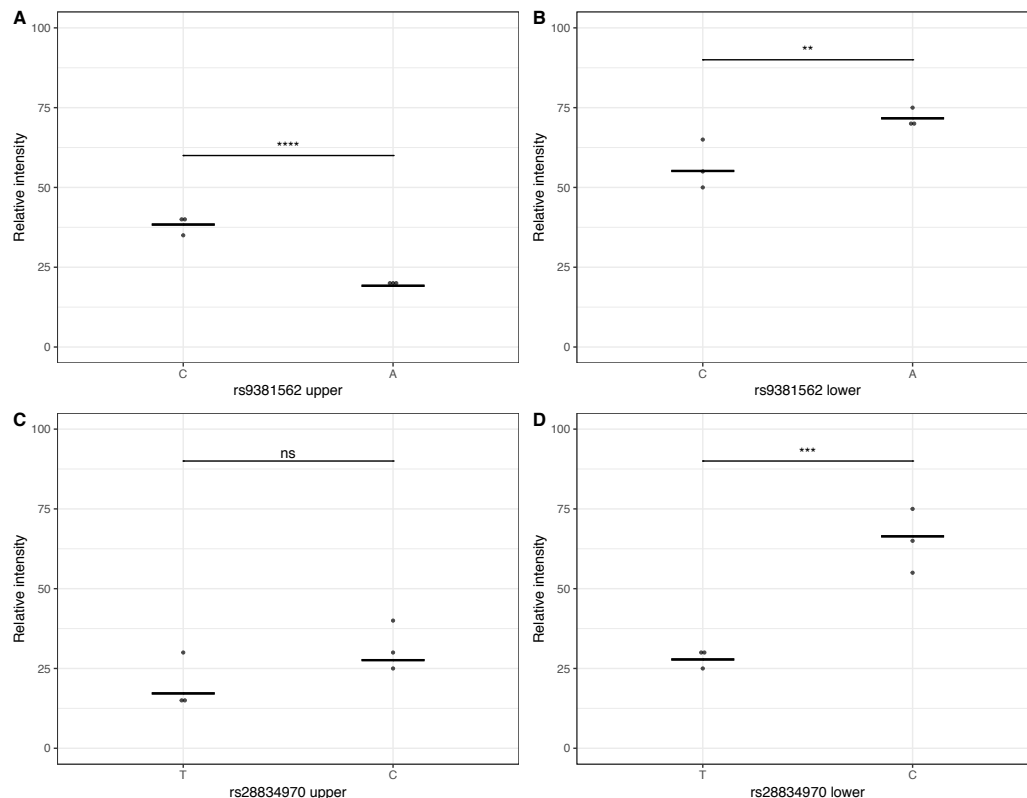 A
Relative intensity
100
75
50
25
0
****
C
A
rs9381562 upper
B
Relative intensity
100
75
50
25
0
**
C
A
rs9381562 lower
C
Relative intensity
100
75
50
25
0
ns
T
C
rs28834970 upper
D
Relative intensity
100
75
50
25
0
***
T
C
rs28834970 lower